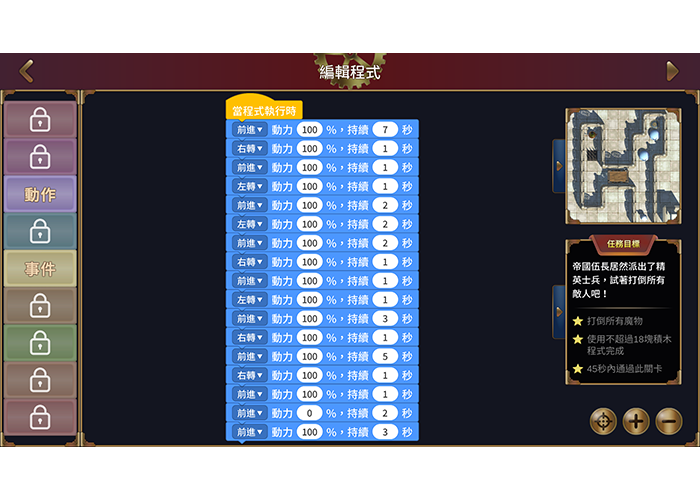 編輯程式
動作
事件
當程式執行時
前進▼ 動力 100 %,持續 7 秒
右轉▼ 動力 100 %,持續 1 秒
前進▼ 動力 100 %,持續 1 秒
左轉▼ 動力 100 %,持續 1 秒
前進▼ 動力 100 %,持續 2 秒
左轉▼ 動力 100 %,持續 2 秒
前進▼ 動力 100 %,持續 2 秒
右轉▼ 動力 100 %,持續 1 秒
前進▼ 動力 100 %,持續 1 秒
左轉▼ 動力 100 %,持續 1 秒
前進▼ 動力 100 %,持續 3 秒
右轉▼ 動力 100 %,持續 1 秒
前進▼ 動力 100 %,持續 5 秒
右轉▼ 動力 100 %,持續 1 秒
前進▼ 動力 100 %,持續 1 秒
前進▼ 動力 0 %,持續 2 秒
前進▼ 動力 100 %,持續 3 秒
任務目標
帝國伍長居然派出了精
英士兵,試著打倒所有
敵人吧!
打倒所有魔物
使用不超過18塊積木
程式完成
45秒內通過此關卡